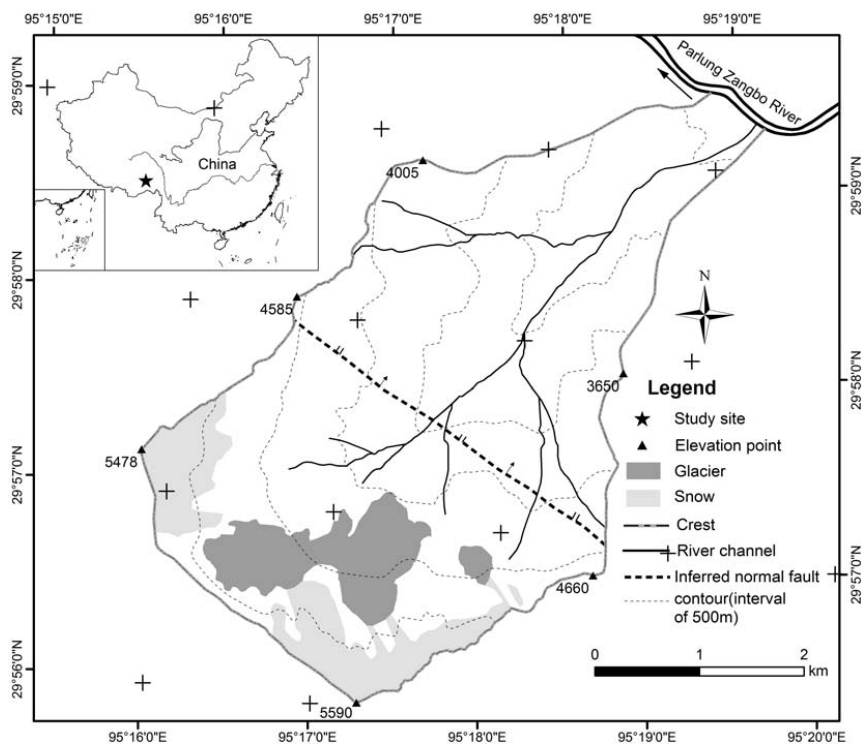 95°15'0"E
95°17'0"E
95°18'0"E
95°19'0"E
29°59'0"N
29°58'0"N
29°57'0"N
29°56'0"N
China
Parlung Zangbo River
4005
4585
5478
3650
4660
5590
29°59'0"N
29°58'0"N
29°57'0"N
N
Legend
Study site
Elevation point
Glacier
Snow
Crest
River channel
Inferred normal fault
contour(interval
of 500m)
0 1 2
km
95°16'0"E
95°17'0"E
95°18'0"E
95°19'0"E
95°20'0"E